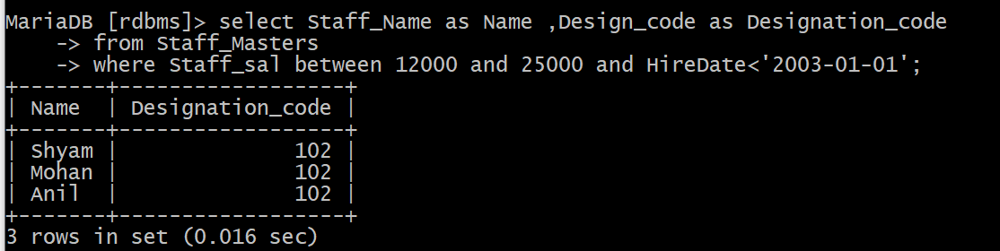 MariaDB [rdbms]> select Staff_Name as Name ,Design_code as Designation_code
    -> from Staff_Masters
    -> where Staff_sal between 12000 and 25000 and HireDate<'2003-01-01';
+-------+------------------+
| Name  | Designation_code |
+-------+------------------+
| Shyam |              102 |
| Mohan |              102 |
| Anil  |              102 |
+-------+------------------+
3 rows in set (0.016 sec)